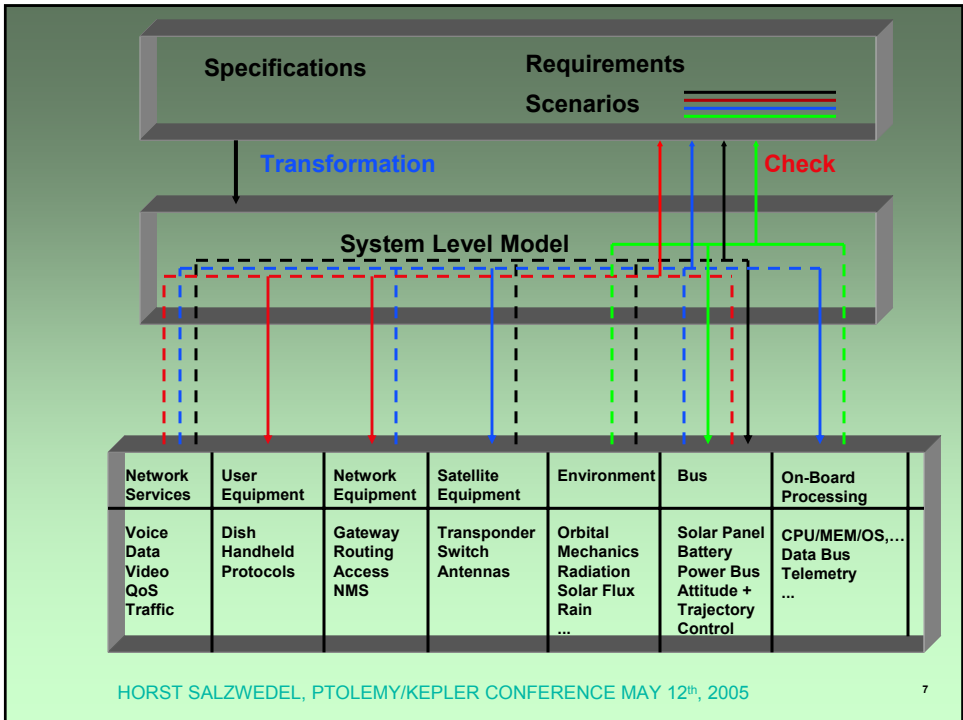 Specifications
Requirements
Scenarios
Transformation
Check
System Level Model
Network
Services
User
Equipment
Network
Equipment
Satellite
Equipment
Environment
Bus
On-Board
Processing
Voice
Data
Video
QoS
Traffic
Dish
Handheld
Protocols
Gateway
Routing
Access
NMS
Transponder
Switch
Antennas
Orbital
Mechanics
Radiation
Solar Flux
Rain
...
Solar Panel
Battery
Power Bus
Attitude +
Trajectory
Control
CPU/MEM/OS,...
Data Bus
Telemetry
...
HORST SALZWEDEL, PTOLEMY/KEPLER CONFERENCE MAY 12th, 2005
7